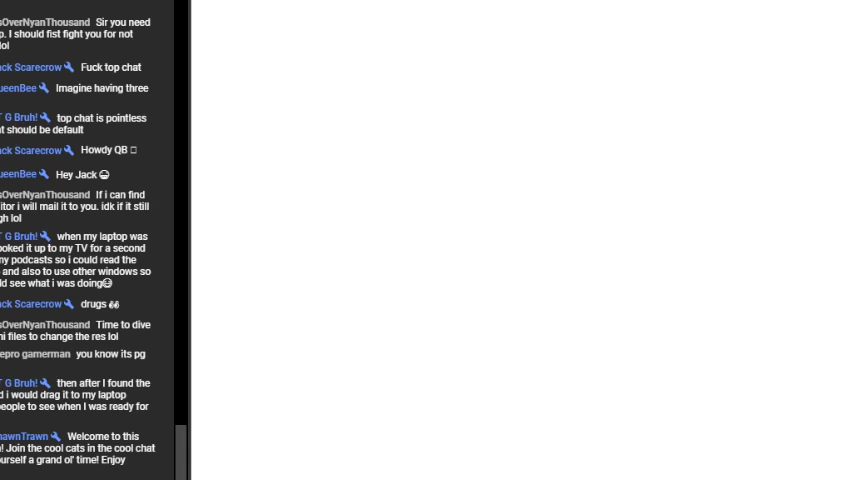 sOverNyanThousand Sir you need
p. I should fist fight you for not
lol
ack Scarecrow Fuck top chat
ueenBee Imagine having three
T G Bruh! top chat is pointless
at should be default
ack Scarecrow Howdy QB □
ueenBee Hey Jack 😂
sOverNyanThousand If i can find
itor i will mail it to you. idk if it still
gh lol
T G Bruh! when my laptop was
ooked it up to my TV for a second
my podcasts so i could read the
and also to use other windows so
ld see what i was doing😂
ack Scarecrow drugs 👀
sOverNyanThousand Time to dive
ni files to change the res lol
epro gamerman you know its pg
T G Bruh! then after I found the
d i would drag it to my laptop
people to see when I was ready for
hawnTrawn Welcome to this
n! Join the cool cats in the cool chat
ourself a grand ol' time! Enjoy